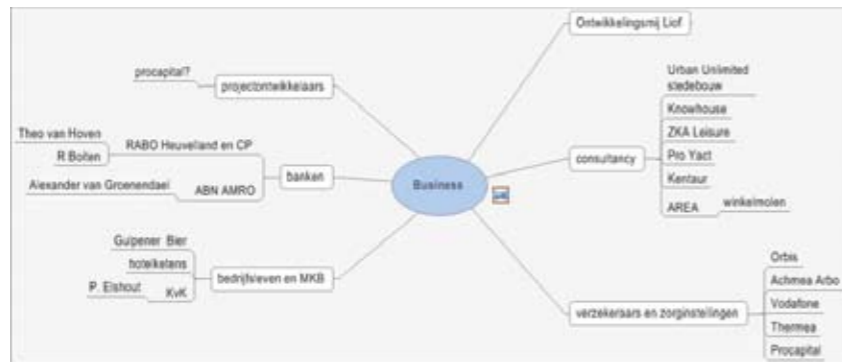 Ontwikkelingsmij Liof
procapital?
projectontwikkelaars
Urban Unlimited
stedebouw
Knowhouse
ZKA Leisure
Pro Yact
Kentaur
AREA
winkelmolen
consultancy
Theo van Hoven
R Bolten
RABO Heuvelland en CP
Alexander van Groenendael
ABN AMRO
banken
Business
Gulpener Bier
hotelketens
P. Elshout
KvK
bedrijfsleven en MKB
verzekeraars en zorginstellingen
Orbis
Achmea Arbo
Vodafone
Thermea
Procapital